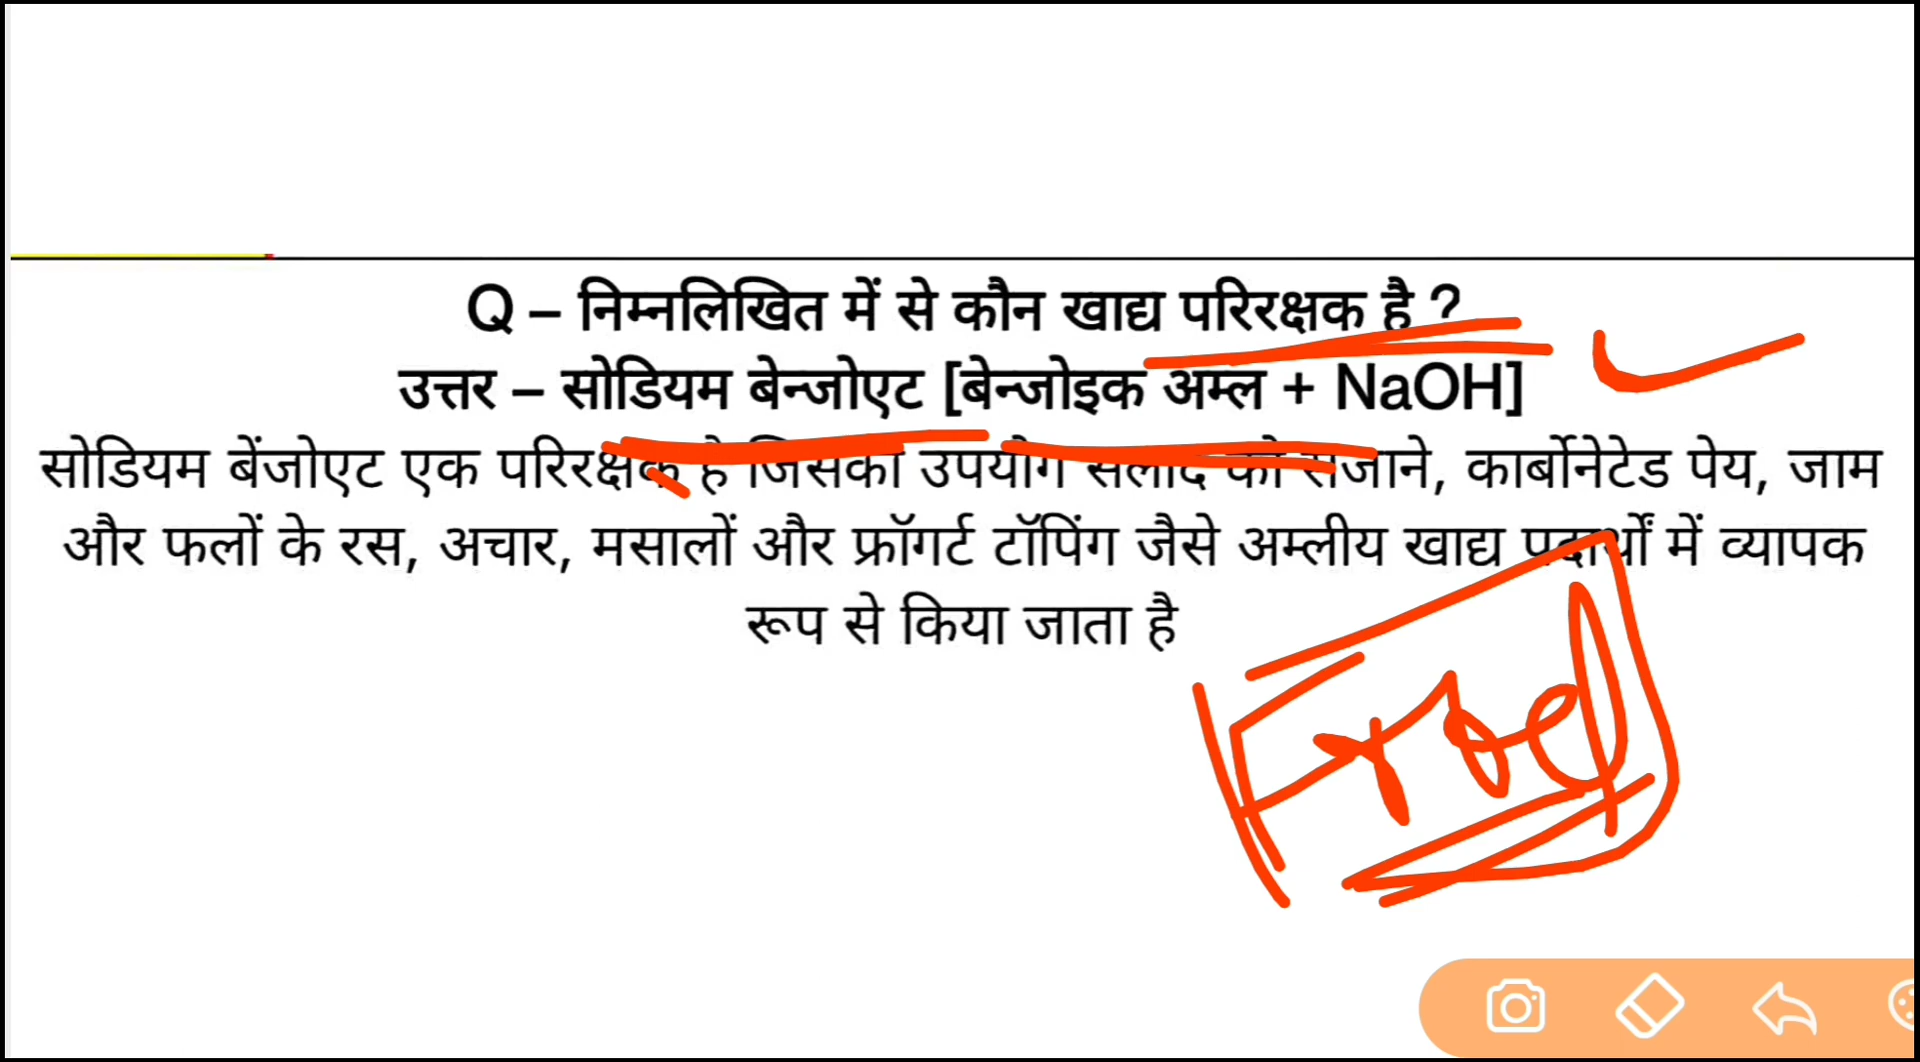 Q – निम्नलिखित में से कौन खाद्य परिरक्षक है ?
उत्तर – सोडियम बेन्जोएट [बेन्जोइक अम्ल + NaOH]
सोडियम बेंजोएट एक परिरक्षक है जिसका उपयोग सलाद को सजाने, कार्बोनेटेड पेय, जाम
और फलों के रस, अचार, मसालों और फ्रॉगर्ट टॉपिंग जैसे अम्लीय खाद्य पदार्थों में व्यापक
रूप से किया जाता है